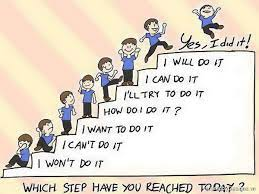 Yes, I did it!
I WILL DO IT
I CAN DO IT
I'LL TRY TO DO IT
HOW DO I DO IT?
I WANT TO DO IT
I CAN'T DO IT
I WON'T DO IT
WHICH STEP HAVE YOU REACHED TODAY?